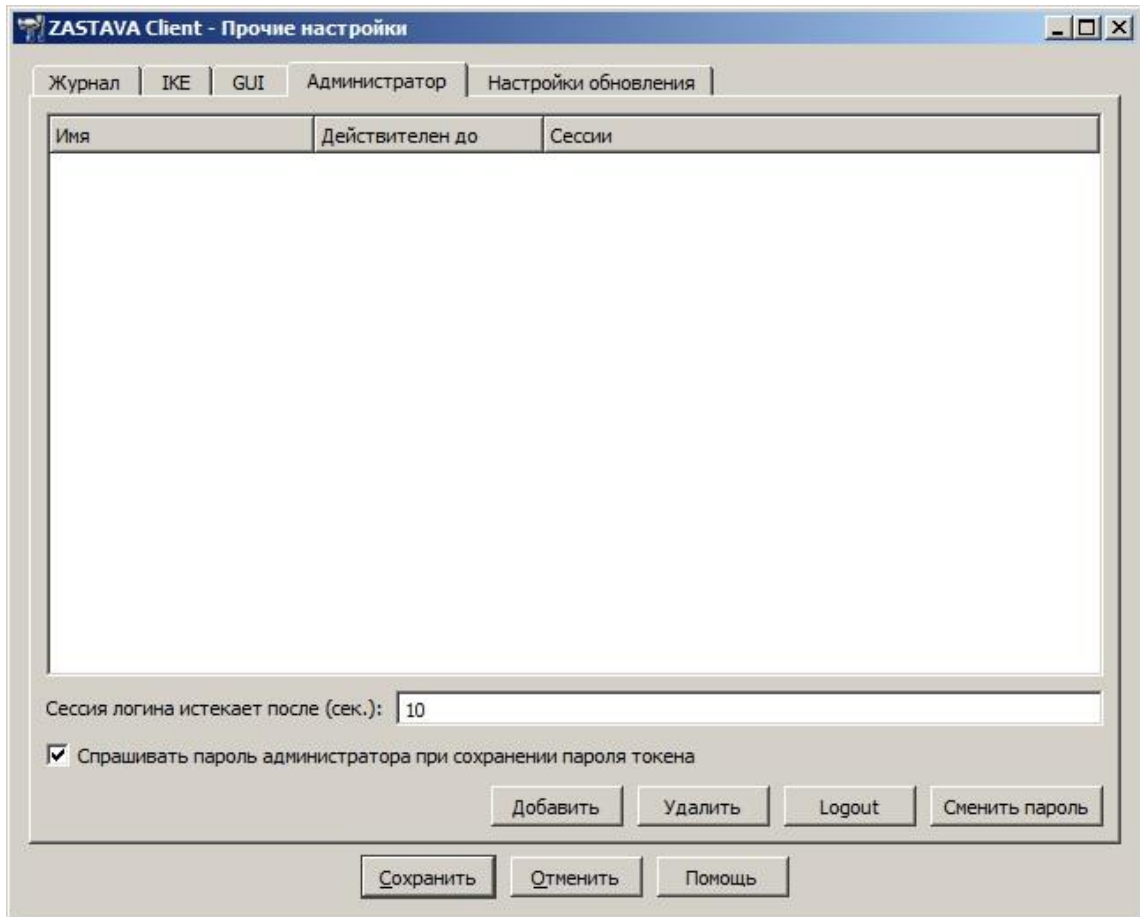 ZASTAVA Client - Прочие настройки
Журнал IKE GUI Администратор Настройки обновления
Имя Действителен до Сессии
Сессия логина истекает после (сек.): 10
Спрашивать пароль администратора при сохранении пароля токена
Добавить Удалить Logout Сменить пароль
Сохранить Отменить Помощь